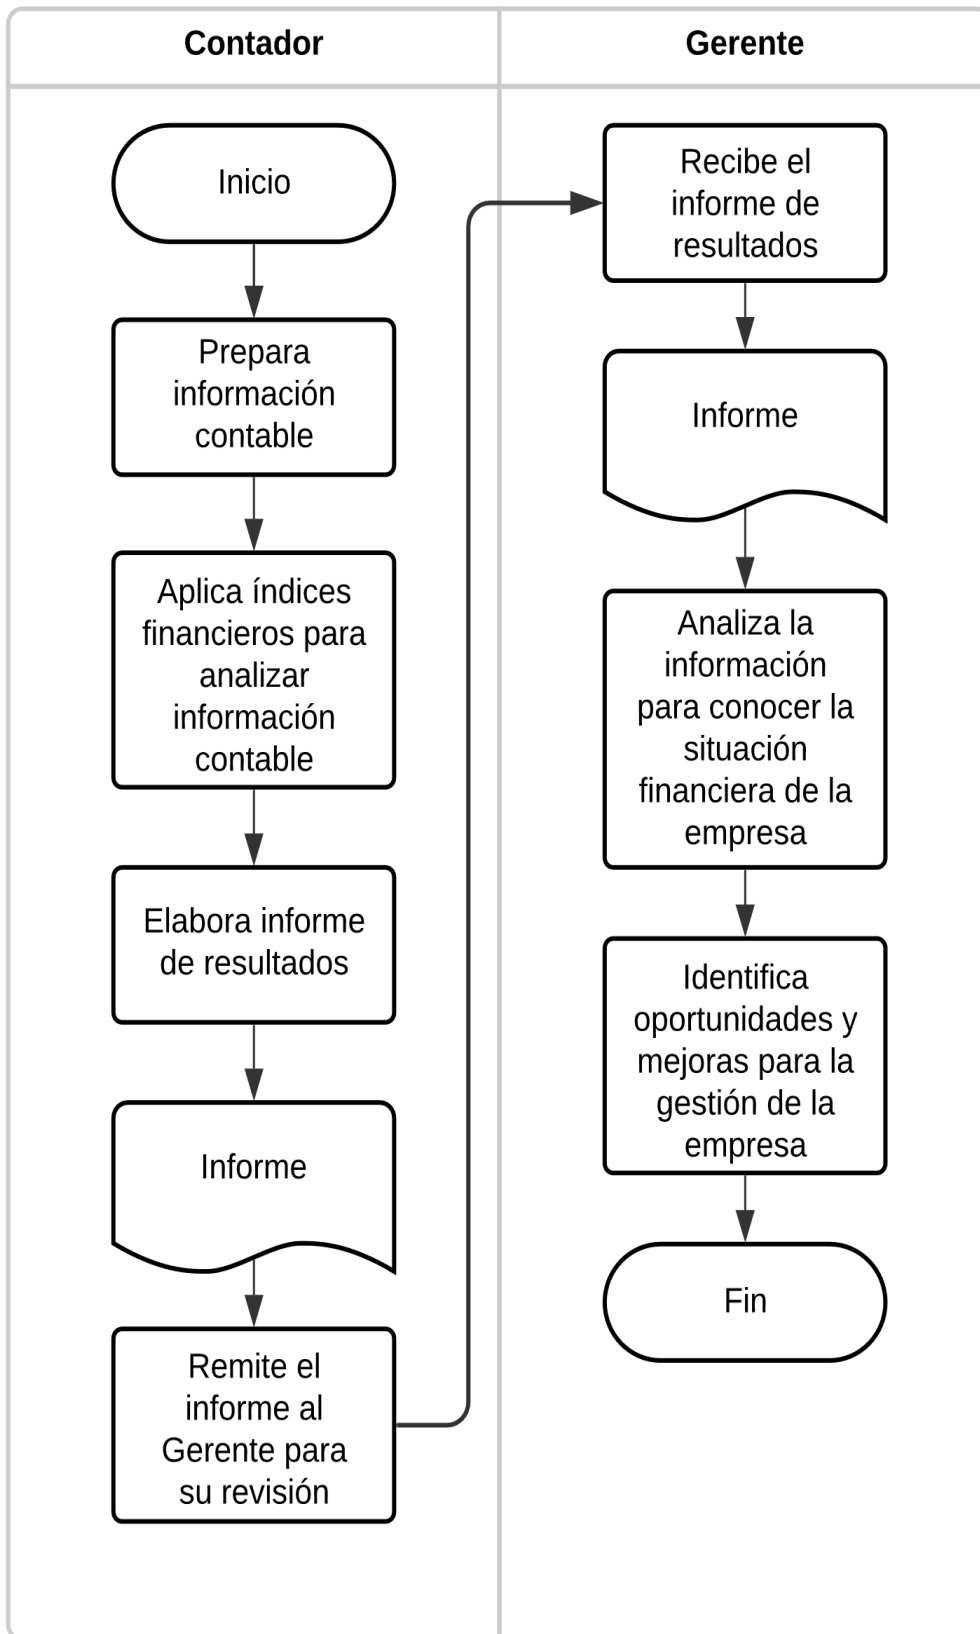 Contador
Gerente
Inicio
Prepara
información
contable
Aplica índices
financieros para
analizar
información
contable
Elabora informe
de resultados
Informe
Remite el
informe al
Gerente para
su revisión
Recibe el
informe de
resultados
Informe
Analiza la
información
para conocer la
situación
financiera de la
empresa
Identifica
oportunidades y
mejoras para la
gestión de la
empresa
Fin